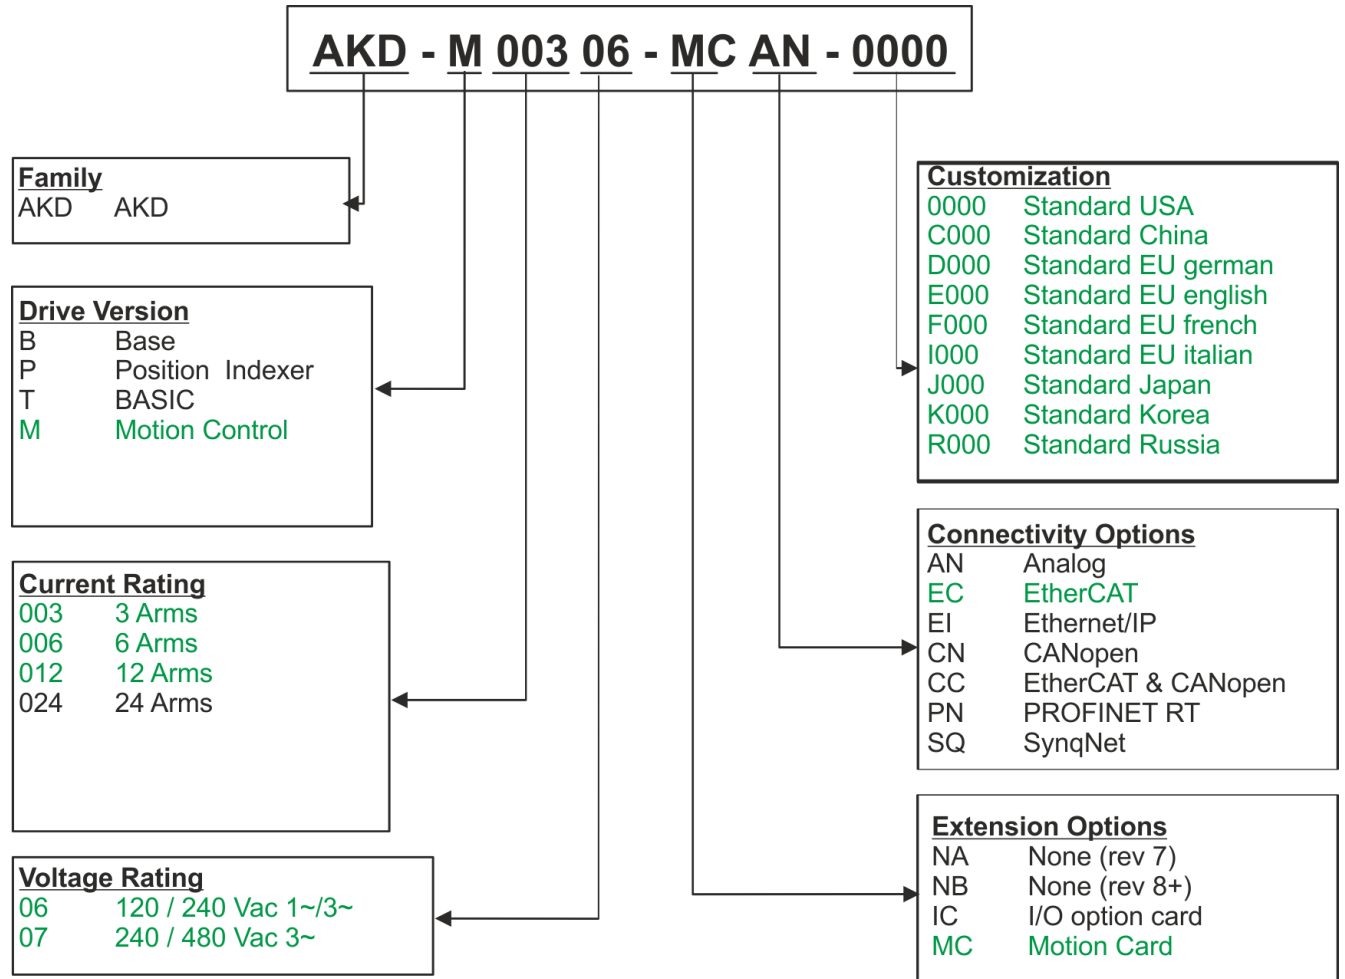 AKD - M 003 06 - MC AN - 0000
Family
AKD AKD
Drive Version
B Base
P Position Indexer
T BASIC
M Motion Control
Current Rating
003 3 Arms
006 6 Arms
012 12 Arms
024 24 Arms
Voltage Rating
06 120 / 240 Vac 1~/3~
07 240 / 480 Vac 3~
Customization
0000 Standard USA
C000 Standard China
D000 Standard EU german
E000 Standard EU english
F000 Standard EU french
I000 Standard EU italian
J000 Standard Japan
K000 Standard Korea
R000 Standard Russia
Connectivity Options
AN Analog
EC EtherCAT
EI Ethernet/IP
CN CANopen
CC EtherCAT & CANopen
PN PROFINET RT
SQ SynqNet
Extension Options
NA None (rev 7)
NB None (rev 8+)
IC I/O option card
MC Motion Card